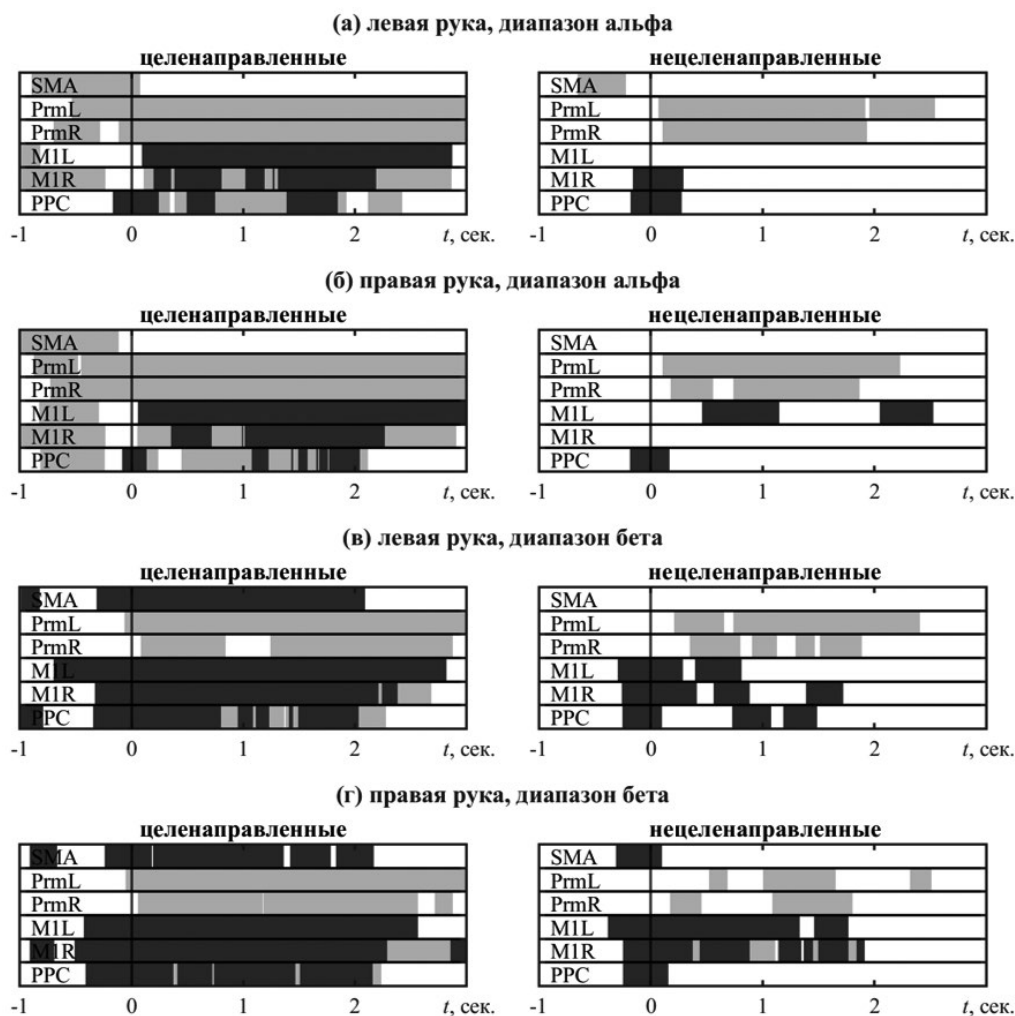 (а) левая рука, диапазон альфа
целенаправленные нецеленаправленные
SMA SMA
PrmL PrmL
PrmR PrmR
M1L M1L
M1R M1R
PPC PPC
-1 0 1 2 t, сек. -1 0 1 2 t, сек.
(б) правая рука, диапазон альфа
целенаправленные нецеленаправленные
SMA SMA
PrmL PrmL
PrmR PrmR
M1L M1L
M1R M1R
PPC PPC
-1 0 1 2 t, сек. -1 0 1 2 t, сек.
(в) левая рука, диапазон бета
целенаправленные нецеленаправленные
SMA SMA
PrmL PrmL
PrmR PrmR
M1L M1L
M1R M1R
PPC PPC
-1 0 1 2 t, сек. -1 0 1 2 t, сек.
(г) правая рука, диапазон бета
целенаправленные нецеленаправленные
SMA SMA
PrmL PrmL
PrmR PrmR
M1L M1L
M1R M1R
PPC PPC
-1 0 1 2 t, сек. -1 0 1 2 t, сек.